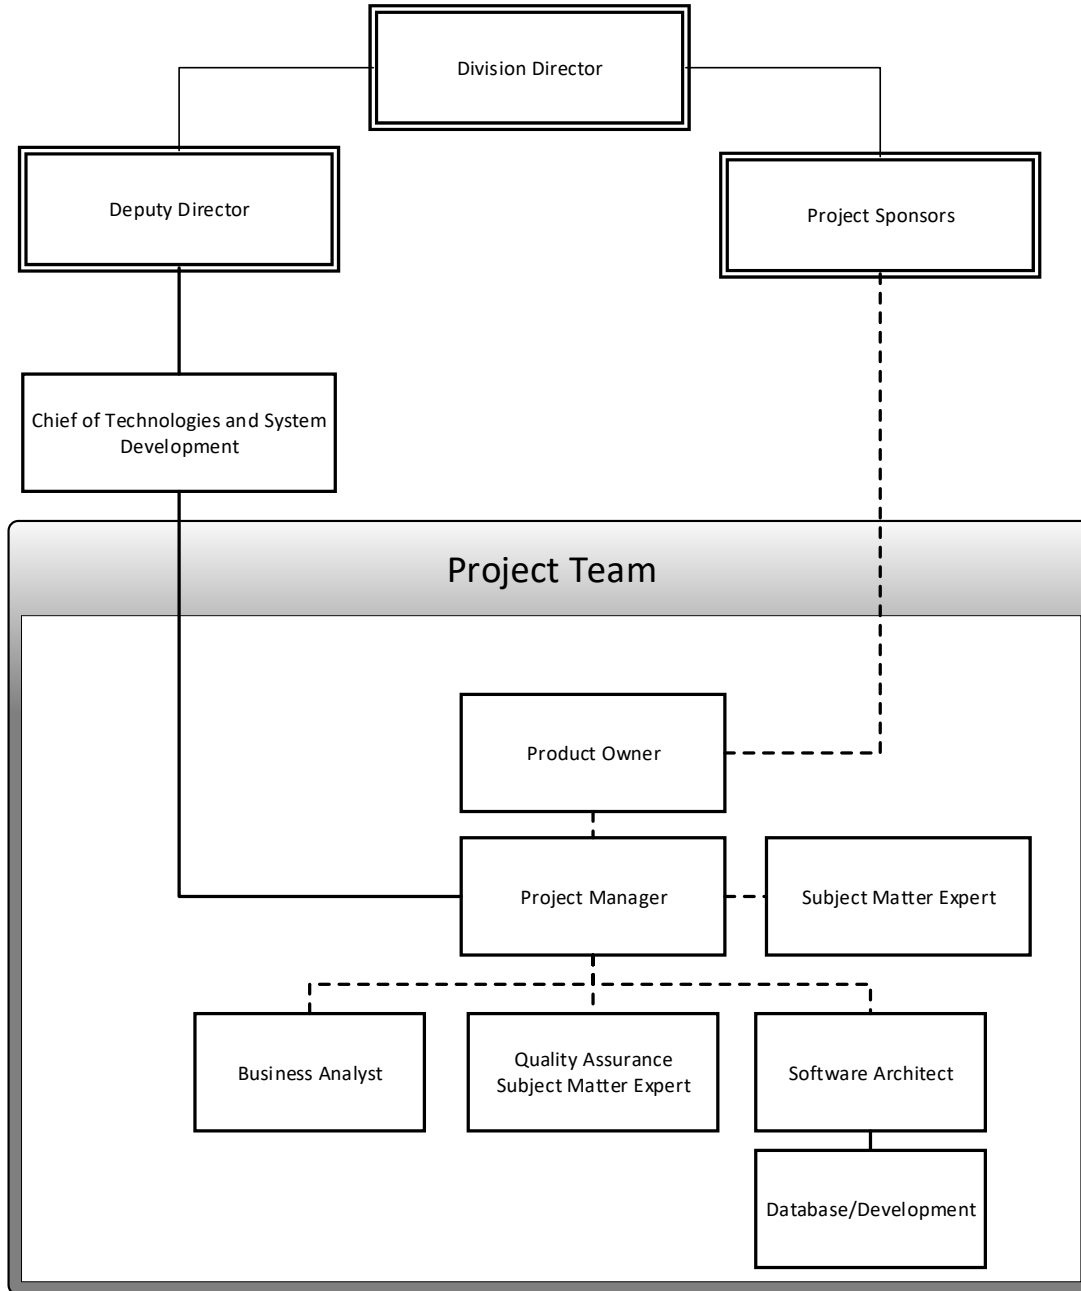 Division Director
Deputy Director
Project Sponsors
Chief of Technologies and System
Development
Project Team
Product Owner
Project Manager
Subject Matter Expert
Business Analyst
Quality Assurance
Subject Matter Expert
Software Architect
Database/Development